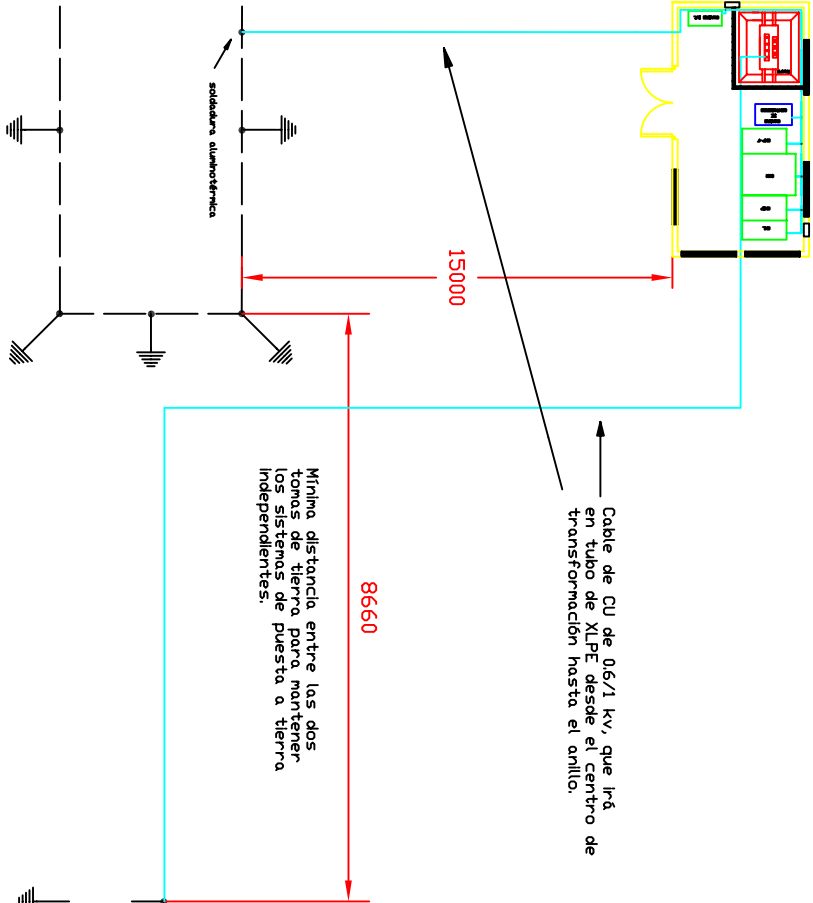 Cable de CU de 0.6/1 kv, que irá
en tubo de XLPE desde el centro de
transformación hasta el anillo.
15000
8660
Mínima distancia entre las dos
tomas de tierra para mantener
los sistemas de puesta a tierra
independientes.
soldadura aluminotérmica